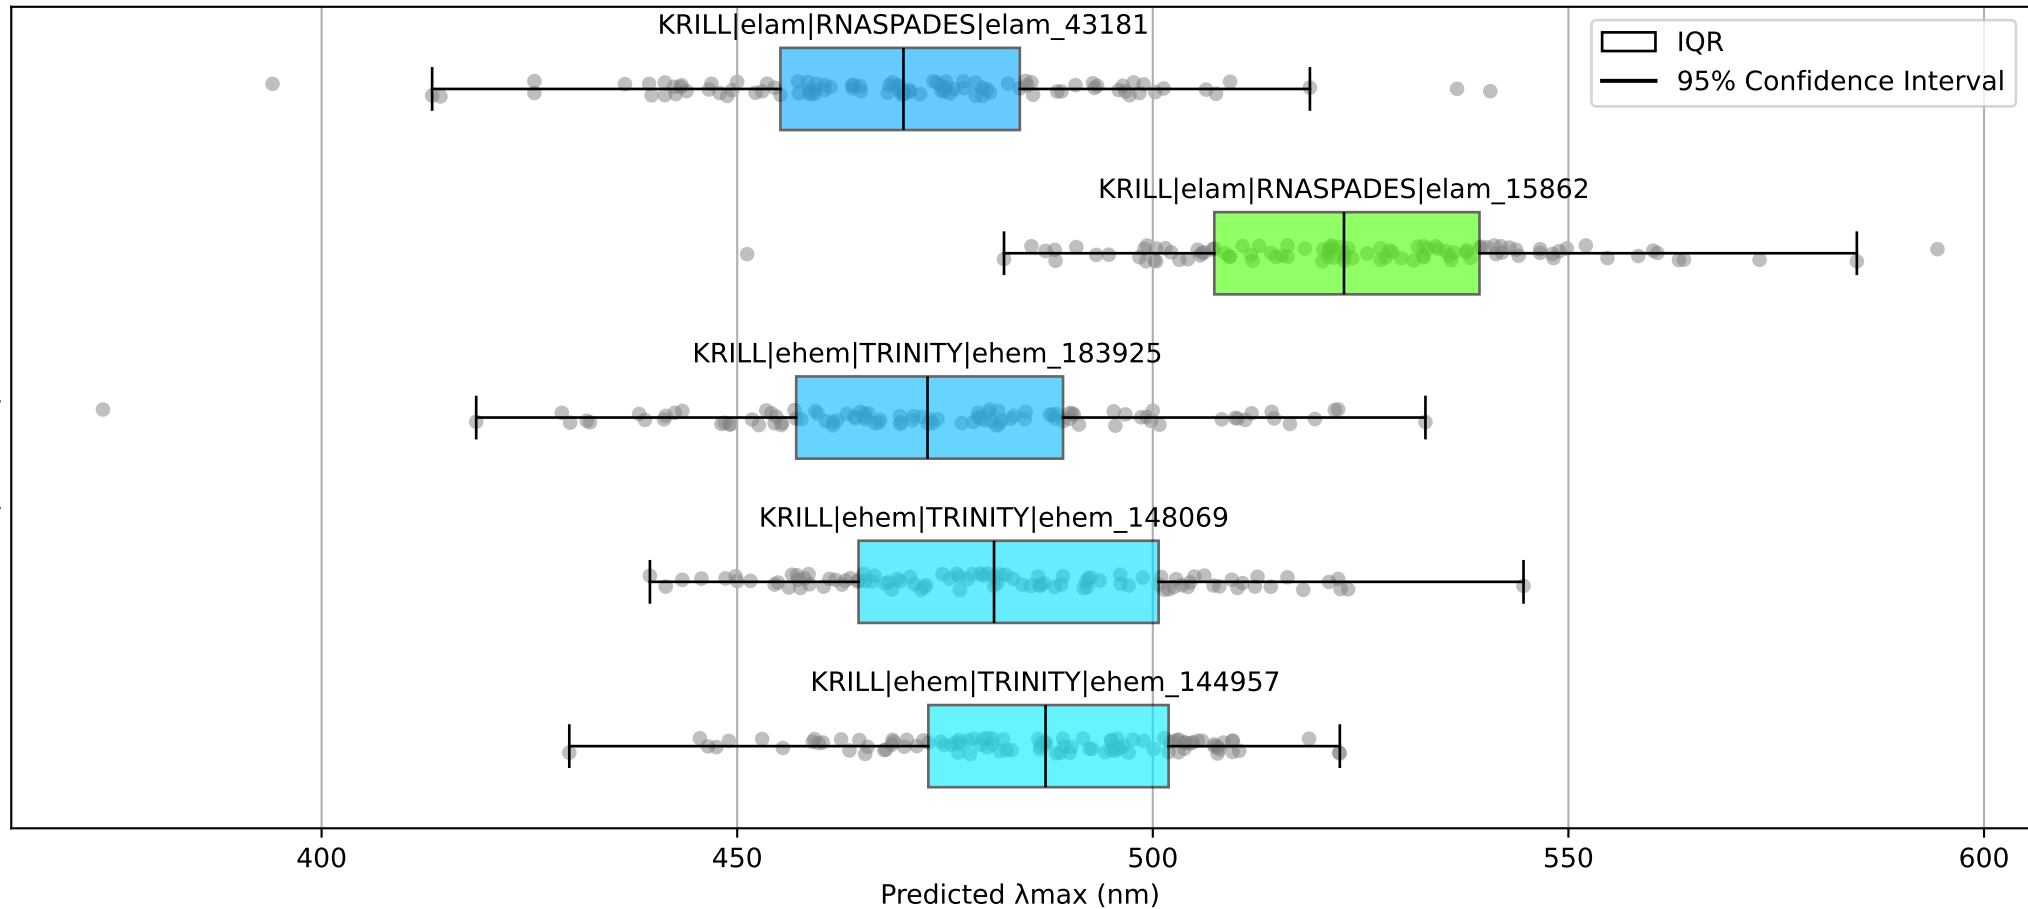 KRILL|elam|RNASPADES|elam_43181
IQR
95% Confidence Interval
KRILL|elam|RNASPADES|elam_15862
KRILL|ehem|TRINITY|ehem_183925
KRILL|ehem|TRINITY|ehem_148069
KRILL|ehem|TRINITY|ehem_144957
400 450 500 550 600
Predicted λmax (nm)